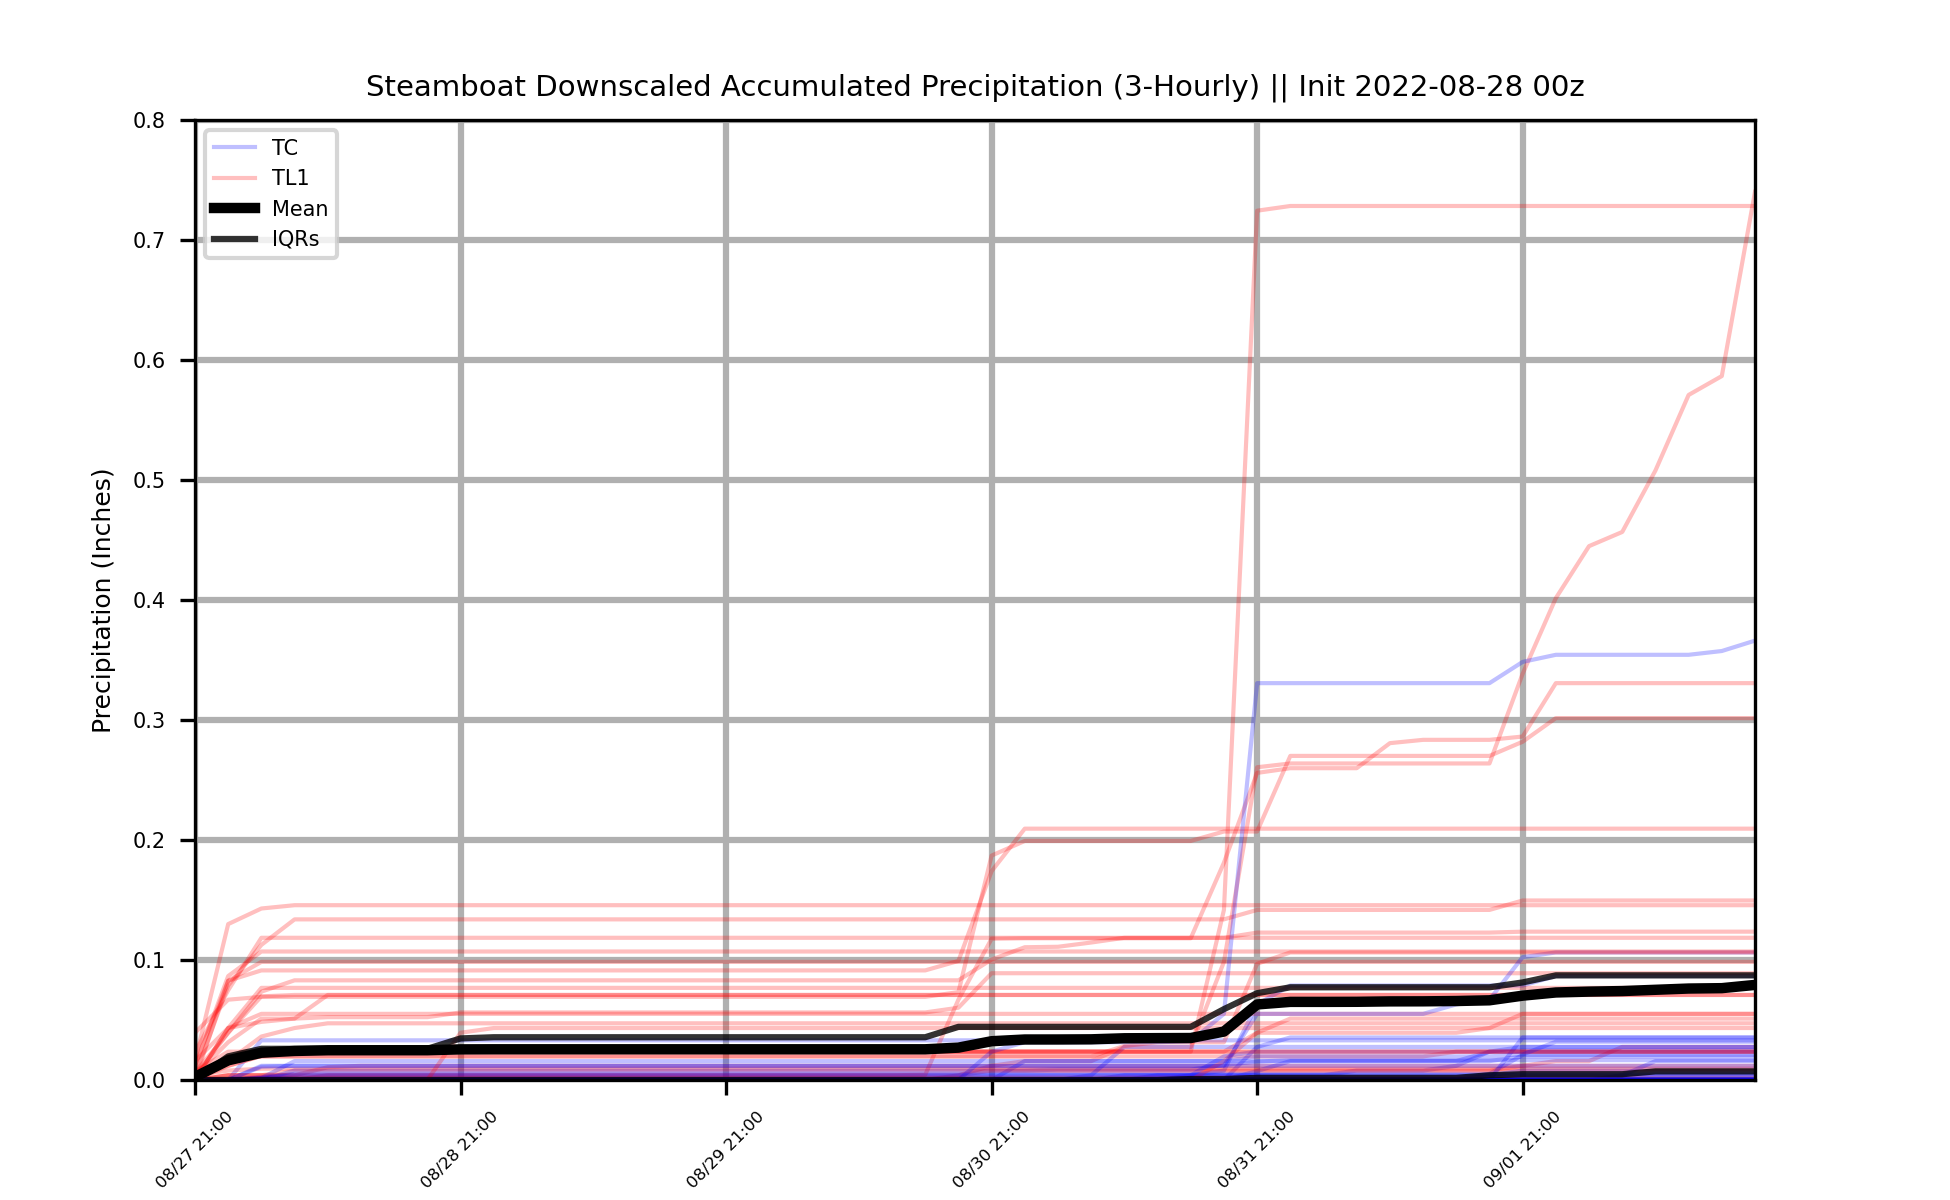 Steamboat Downscaled Accumulated Precipitation (3-Hourly) || Init 2022-08-28 00z
TC
TL1
Mean
IQRs
Precipitation (Inches)
0.8
0.7
0.6
0.5
0.4
0.3
0.2
0.1
0.0
08/27 21:00
08/28 21:00
08/29 21:00
08/30 21:00
08/31 21:00
09/01 21:00